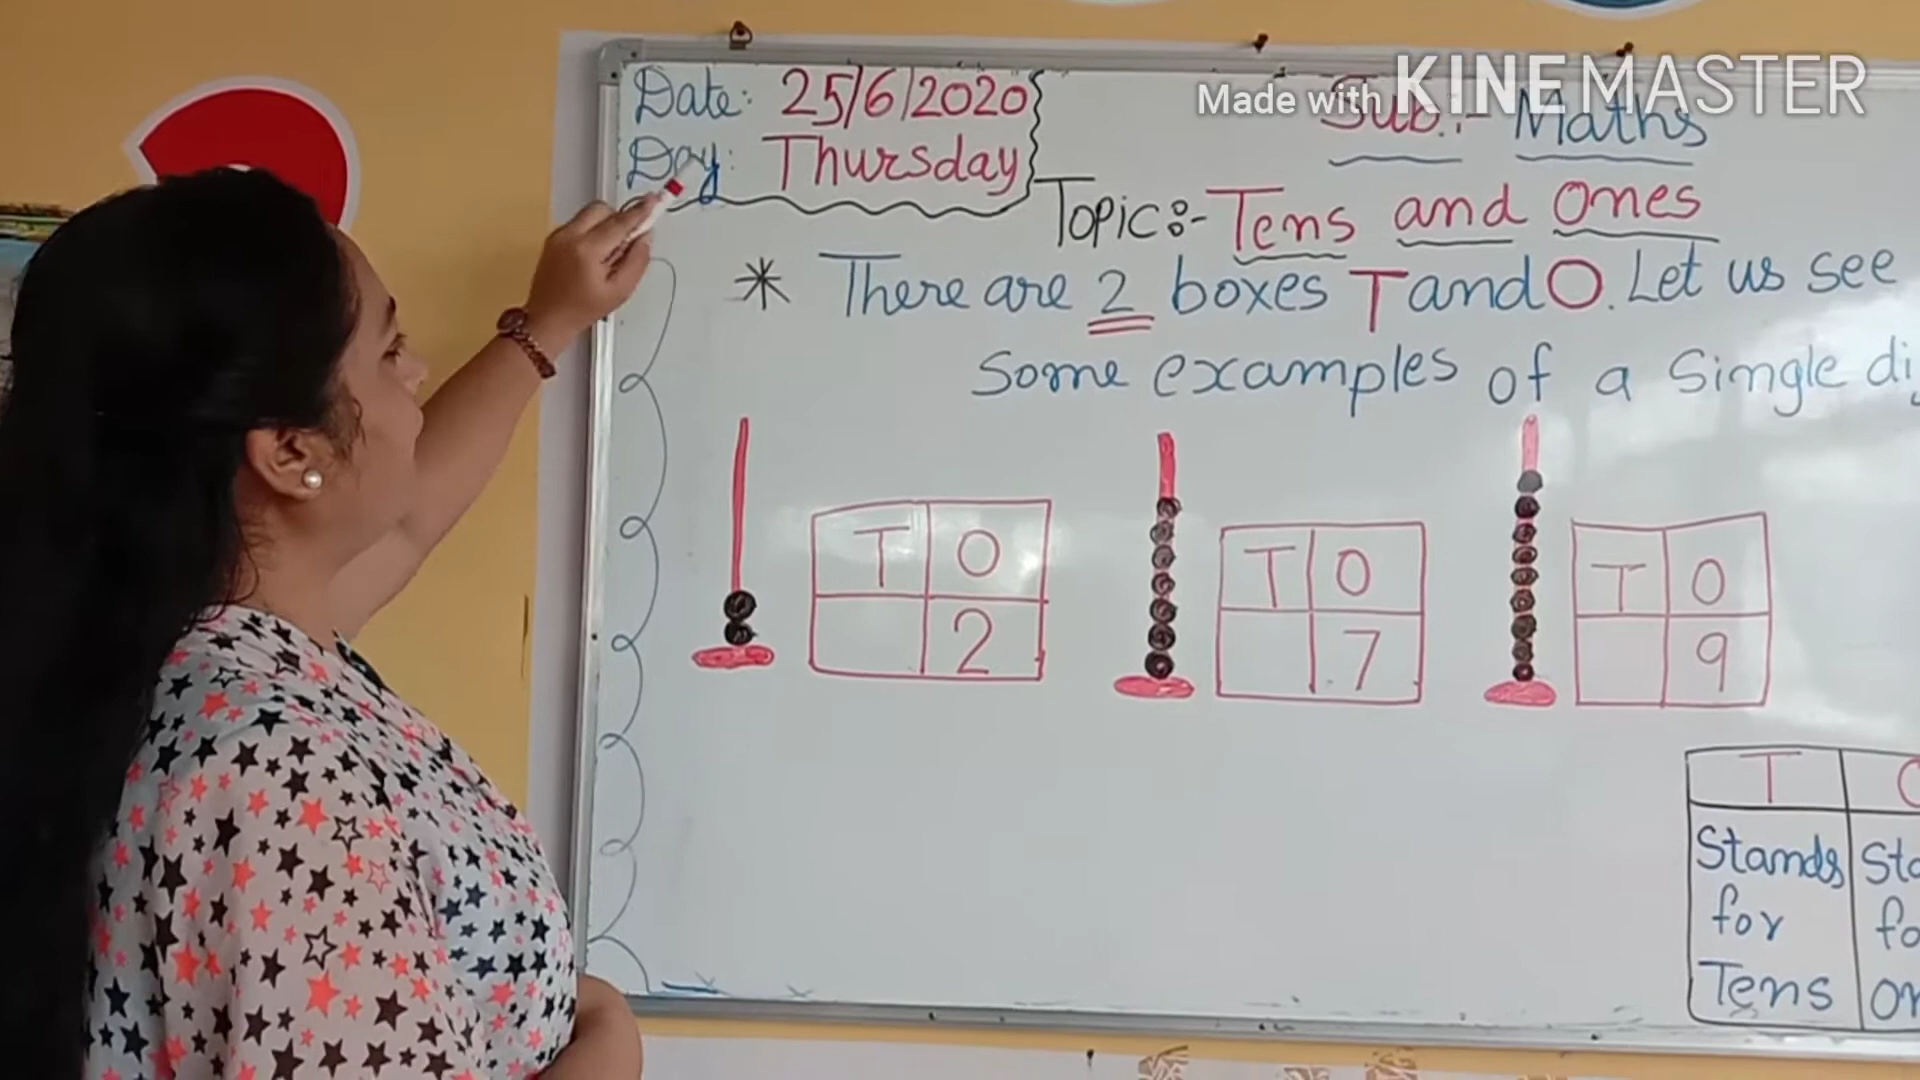 Made with KINEMASTER
Date: 25/6/2020
Day: Thursday
Sub.:- Maths
Topic:- Tens and ones
* There are 2 boxes T and O. Let us see
Some examples of a Single
T O
2
T O
7
T O
9
T
Stands
for
Tens